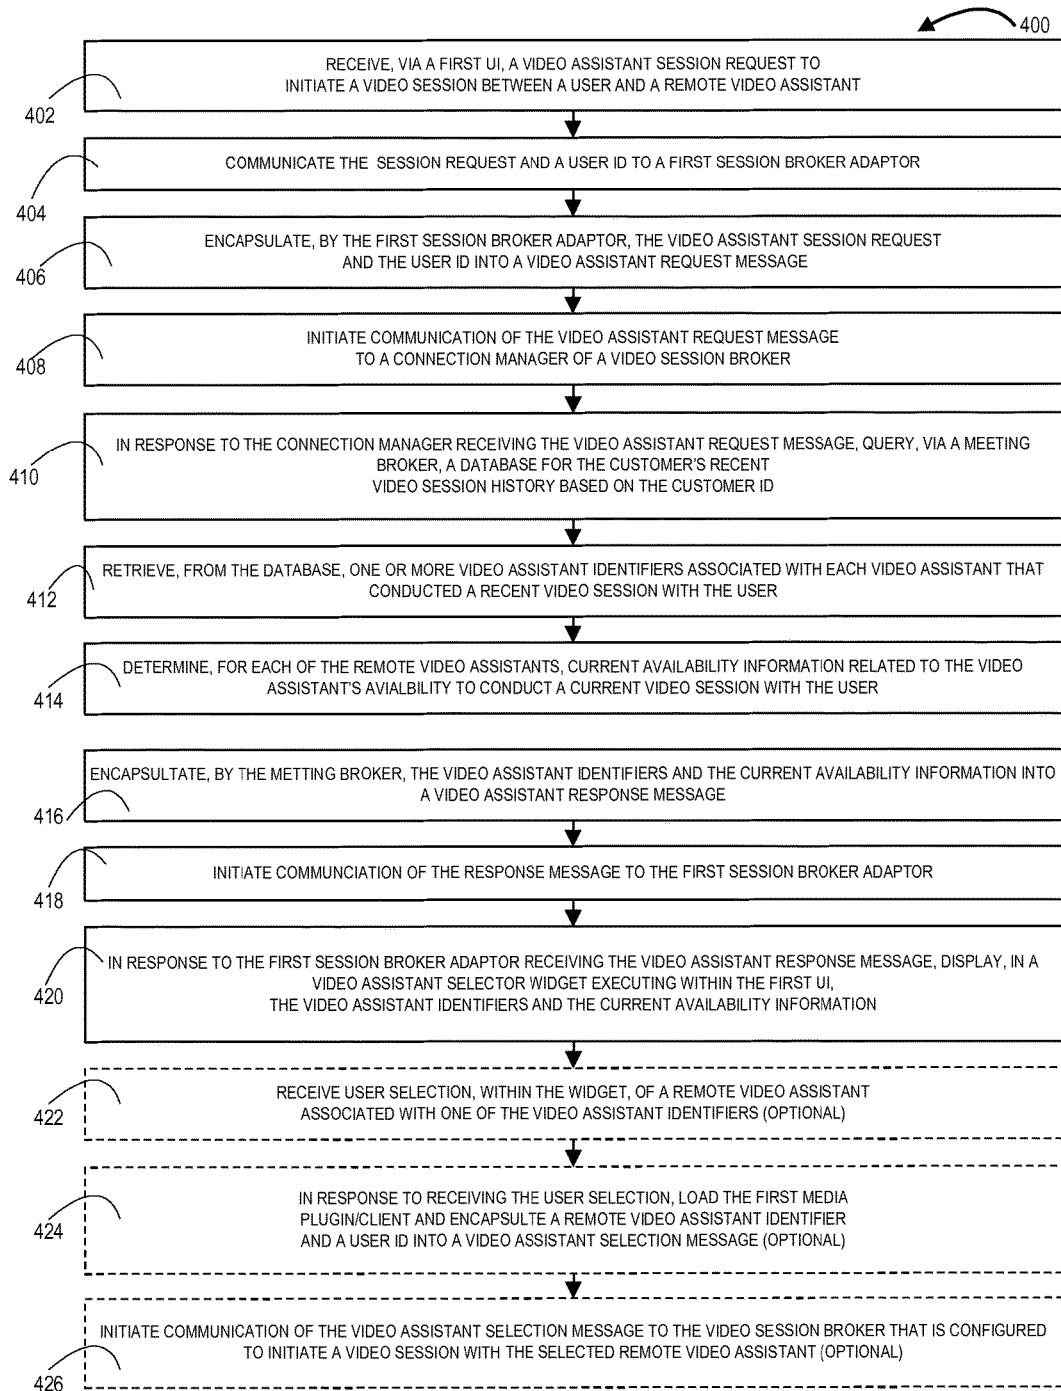 400
RECEIVE, VIA A FIRST UI, A VIDEO ASSISTANT SESSION REQUEST TO
INITIATE A VIDEO SESSION BETWEEN A USER AND A REMOTE VIDEO ASSISTANT
402
COMMUNICATE THE SESSION REQUEST AND A USER ID TO A FIRST SESSION BROKER ADAPTOR
404
ENCAPSULATE, BY THE FIRST SESSION BROKER ADAPTOR, THE VIDEO ASSISTANT SESSION REQUEST
AND THE USER ID INTO A VIDEO ASSISTANT REQUEST MESSAGE
406
INITIATE COMMUNICATION OF THE VIDEO ASSISTANT REQUEST MESSAGE
TO A CONNECTION MANAGER OF A VIDEO SESSION BROKER
408
IN RESPONSE TO THE CONNECTION MANAGER RECEIVING THE VIDEO ASSISTANT REQUEST MESSAGE, QUERY, VIA A MEETING
BROKER, A DATABASE FOR THE CUSTOMER'S RECENT
VIDEO SESSION HISTORY BASED ON THE CUSTOMER ID
410
RETRIEVE, FROM THE DATABASE, ONE OR MORE VIDEO ASSISTANT IDENTIFIERS ASSOCIATED WITH EACH VIDEO ASSISTANT THAT
CONDUCTED A RECENT VIDEO SESSION WITH THE USER
412
DETERMINE, FOR EACH OF THE REMOTE VIDEO ASSISTANTS, CURRENT AVAILABILITY INFORMATION RELATED TO THE VIDEO
ASSISTANT'S AVIALBILITY TO CONDUCT A CURRENT VIDEO SESSION WITH THE USER
414
ENCAPSULTATE, BY THE METTING BROKER, THE VIDEO ASSISTANT IDENTIFIERS AND THE CURRENT AVAILABILITY INFORMATION INTO
A VIDEO ASSISTANT RESPONSE MESSAGE
416
INITIATE COMMUNCIATION OF THE RESPONSE MESSAGE TO THE FIRST SESSION BROKER ADAPTOR
418
IN RESPONSE TO THE FIRST SESSION BROKER ADAPTOR RECEIVING THE VIDEO ASSISTANT RESPONSE MESSAGE, DISPLAY, IN A
VIDEO ASSISTANT SELECTOR WIDGET EXECUTING WITHIN THE FIRST UI,
THE VIDEO ASSISTANT IDENTIFIERS AND THE CURRENT AVAILABILITY INFORMATION
420
RECEIVE USER SELECTION, WITHIN THE WIDGET, OF A REMOTE VIDEO ASSISTANT
ASSOCIATED WITH ONE OF THE VIDEO ASSISTANT IDENTIFIERS (OPTIONAL)
422
IN RESPONSE TO RECEIVING THE USER SELECTION, LOAD THE FIRST MEDIA
PLUGIN/CLIENT AND ENCAPSULTE A REMOTE VIDEO ASSISTANT IDENTIFIER
AND A USER ID INTO A VIDEO ASSISTANT SELECTION MESSAGE (OPTIONAL)
424
INITIATE COMMUNICATION OF THE VIDEO ASSISTANT SELECTION MESSAGE TO THE VIDEO SESSION BROKER THAT IS CONFIGURED
TO INITIATE A VIDEO SESSION WITH THE SELECTED REMOTE VIDEO ASSISTANT (OPTIONAL)
426